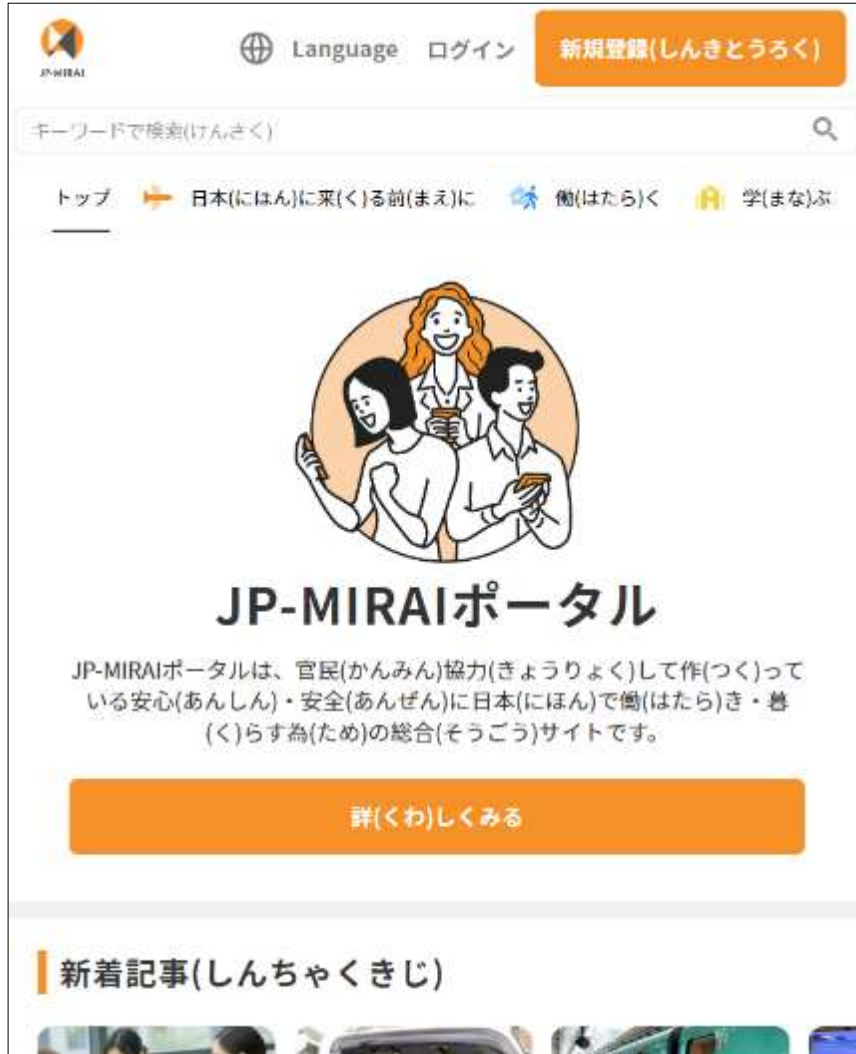 JP-MIRAI
Language ログイン 新規登録(しんきとうろく)
キーワードで検索(けんさく)
トップ 日本(にほん)に来(く)る前(まえ)に 働(はたら)く 学(まな)ぶ
JP-MIRAIポータル
JP-MIRAIポータルは、官民(かんみん)協力(きょうりょく)して作(つく)って
いる安心(あんしん)・安全(あんぜん)に日本(にほん)で働(はたら)き・暮
(く)らす為(ため)の総合(そうごう)サイトです。
詳(くわ)しくみる
新着記事(しんちゃくきじ)